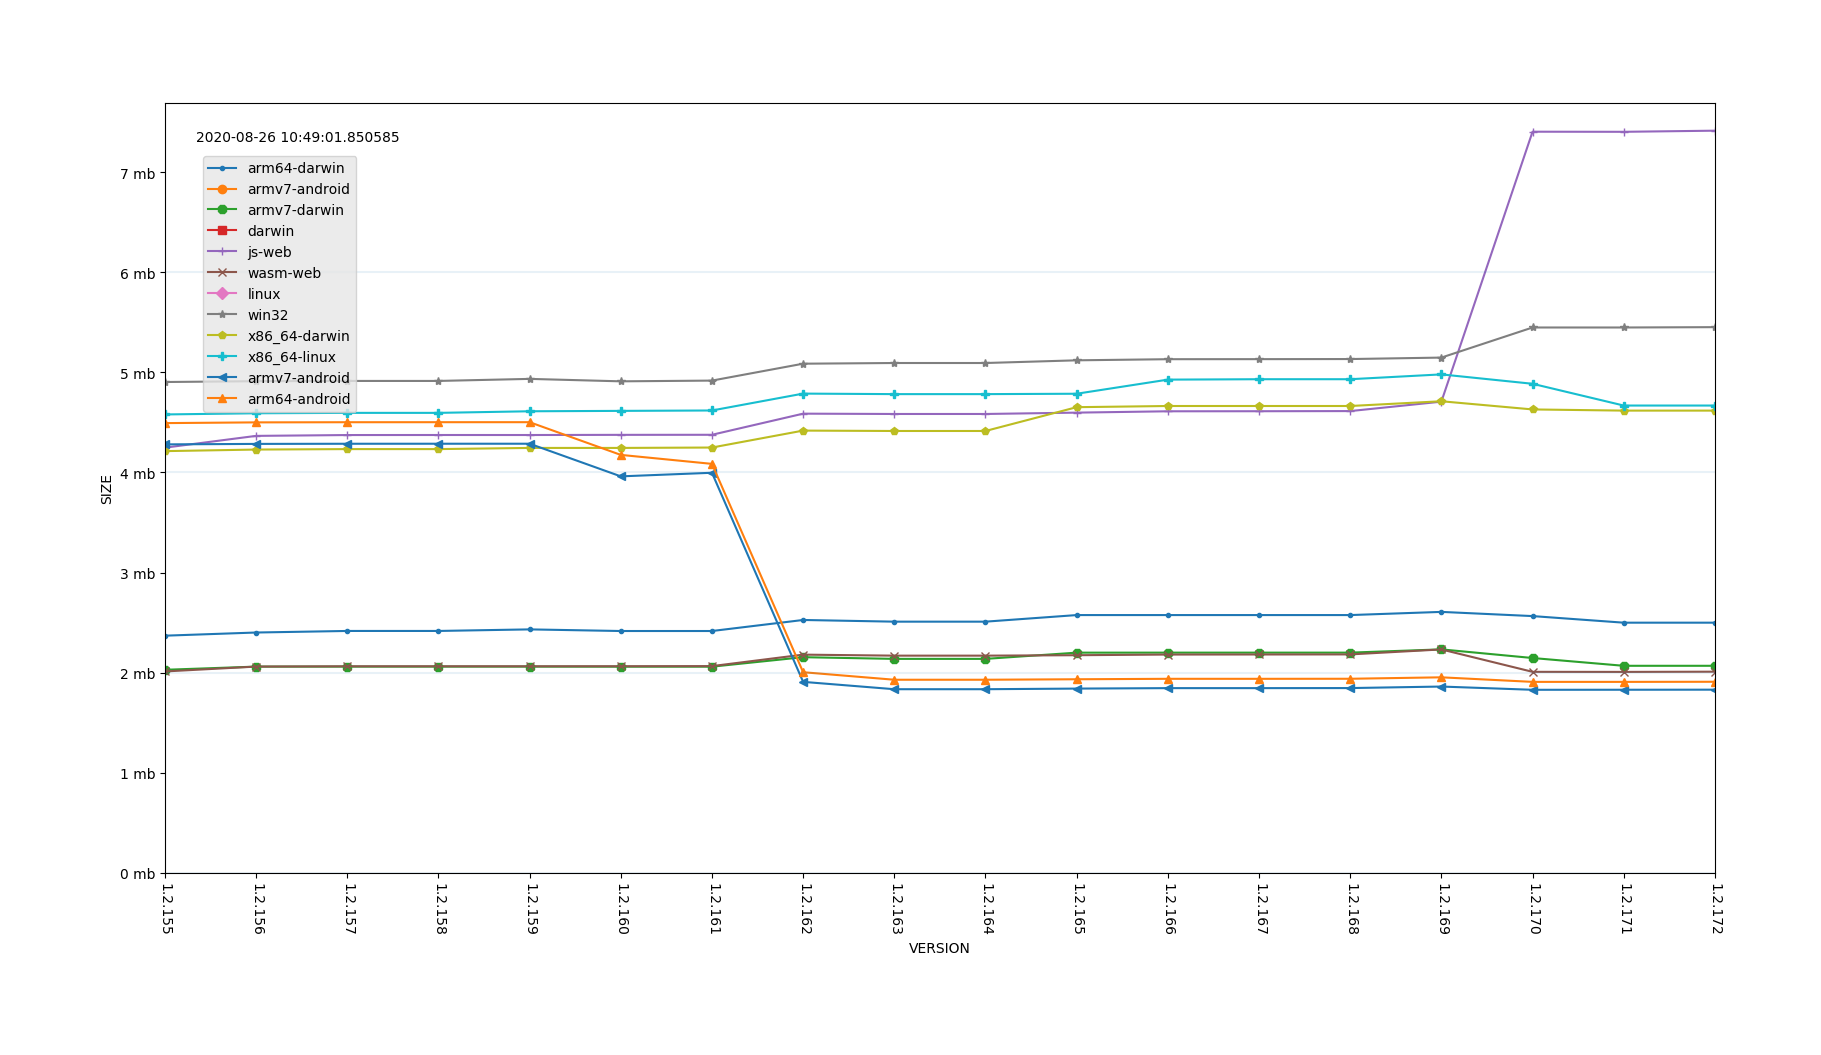 2020-08-26 10:49:01.850585
arm64-darwin
armv7-android
armv7-darwin
darwin
js-web
wasm-web
linux
win32
x86_64-darwin
x86_64-linux
armv7-android
arm64-android
7 mb
6 mb
5 mb
4 mb
3 mb
2 mb
1 mb
0 mb
SIZE
1.2.155
1.2.156
1.2.157
1.2.158
1.2.159
1.2.160
1.2.161
1.2.162
1.2.163
1.2.164
1.2.165
1.2.166
1.2.167
1.2.168
1.2.169
1.2.170
1.2.171
1.2.172
VERSION